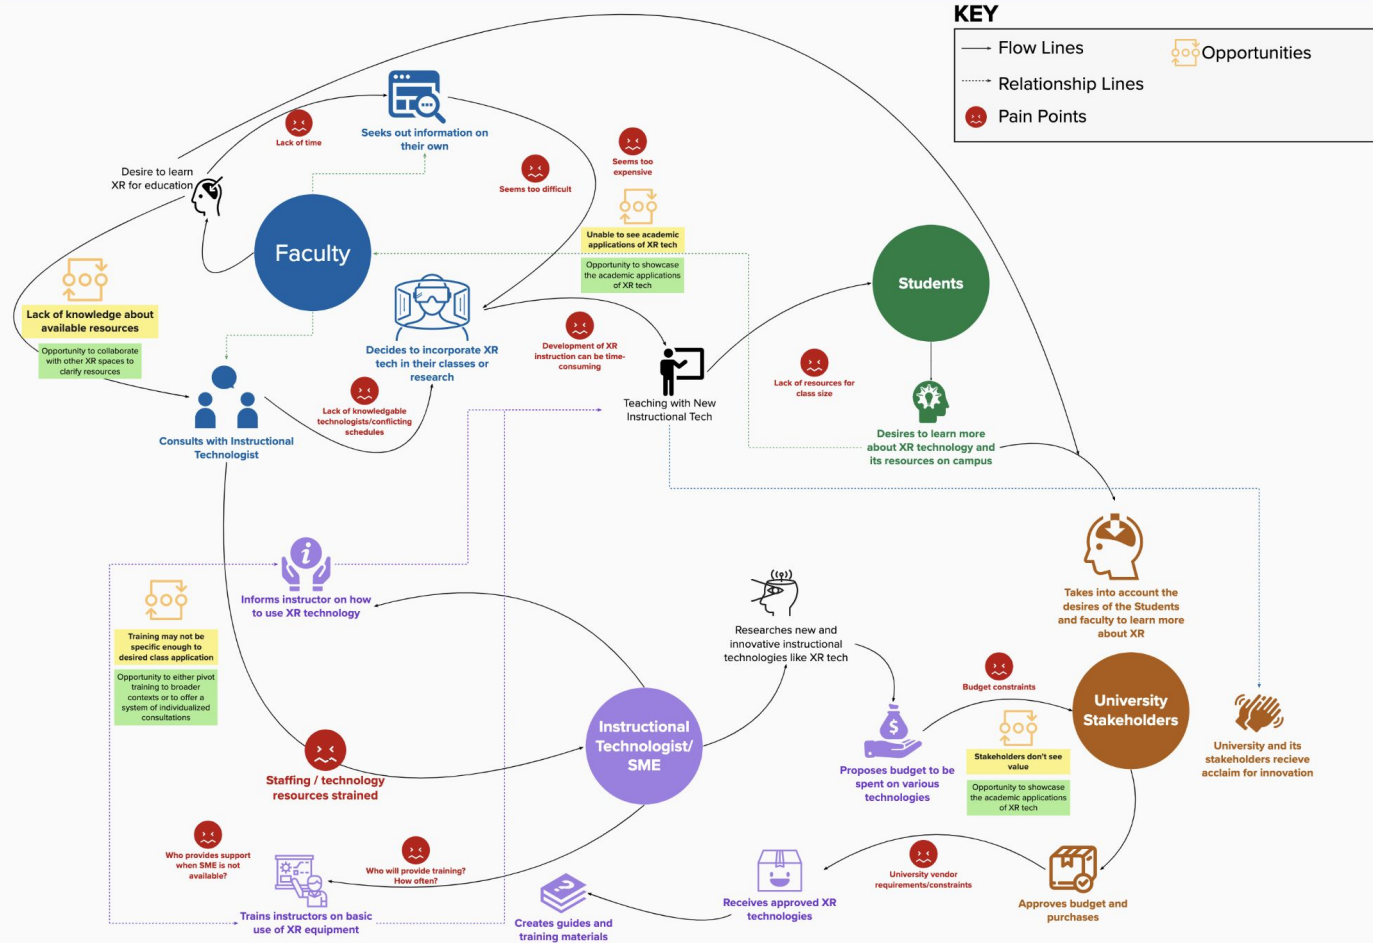 KEY
Flow Lines
Opportunities
Relationship Lines
Pain Points
Seeks out information on
their own
Lack of time
Desire to learn
XR for education
Seems too difficult
Seems too
expensive
Unable to see academic
applications of XR tech
Opportunity to showcase
the academic applications
of XR tech
Faculty
Students
Lack of knowledge about
available resources
Opportunity to collaborate
with other XR spaces to
clarify resources
Decides to incorporate XR
tech in their classes or
research
Development of XR
instruction can be time-
consuming
Lack of resources for
class size
Teaching with New
Instructional Tech
Lack of knowledgable
technologists/conflicting
schedules
Consults with Instructional
Technologist
Desires to learn more
about XR technology and
its resources on campus
i
Informs instructor on how
to use XR technology
Training may not be
specific enough to
desired class application
Opportunity to either pivot
training to broader
contexts or to offer a
system of individualized
consultations
Researches new and
innovative instructional
technologies like XR tech
Takes into account the
desires of the Students
and faculty to learn more
about XR
Budget constraints
$
Instructional
Technologist/
SME
University
Stakeholders
Staffing / technology
resources strained
Proposes budget to be
spent on various
technologies
Stakeholders don't see
value
Opportunity to showcase
the academic applications
of XR tech
University and its
stakeholders recieve
acclaim for innovation
Who provides support
when SME is not
available?
Who will provide training?
How often?
University vendor
requirements/constraints
Trains instructors on basic
use of XR equipment
?
Creates guides and
training materials
Receives approved XR
technologies
Approves budget and
purchases